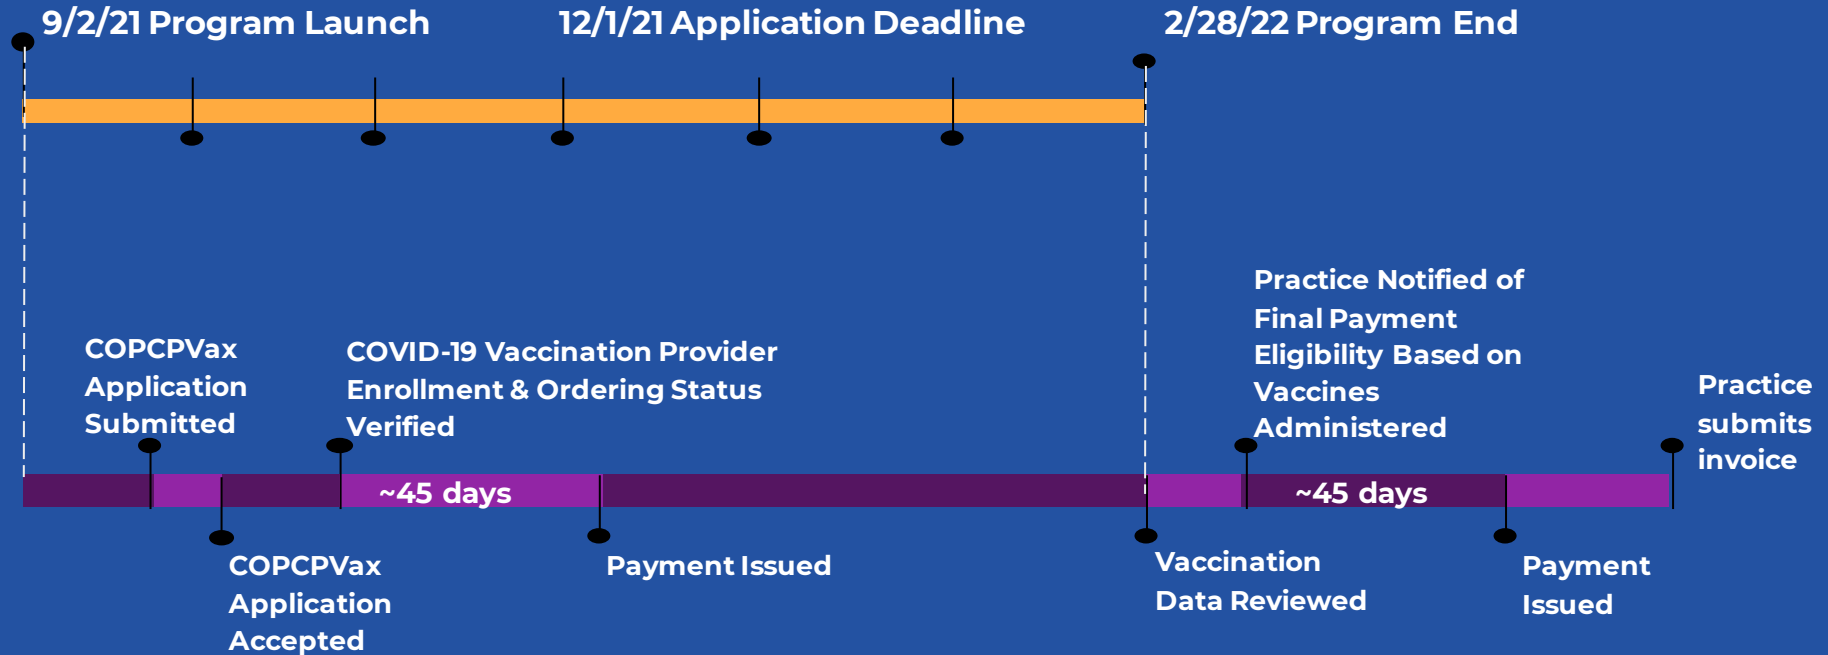 9/2/21 Program Launch
12/1/21 Application Deadline
2/28/22 Program End
COPCPVax
Application
Submitted
COVID-19 Vaccination Provider
Enrollment & Ordering Status
Verified
Practice Notified of
Final Payment
Eligibility Based on
Vaccines
Administered
Practice
submits
invoice
~45 days
~45 days
COPCPVax
Application
Accepted
Payment Issued
Vaccination
Data Reviewed
Payment
Issued